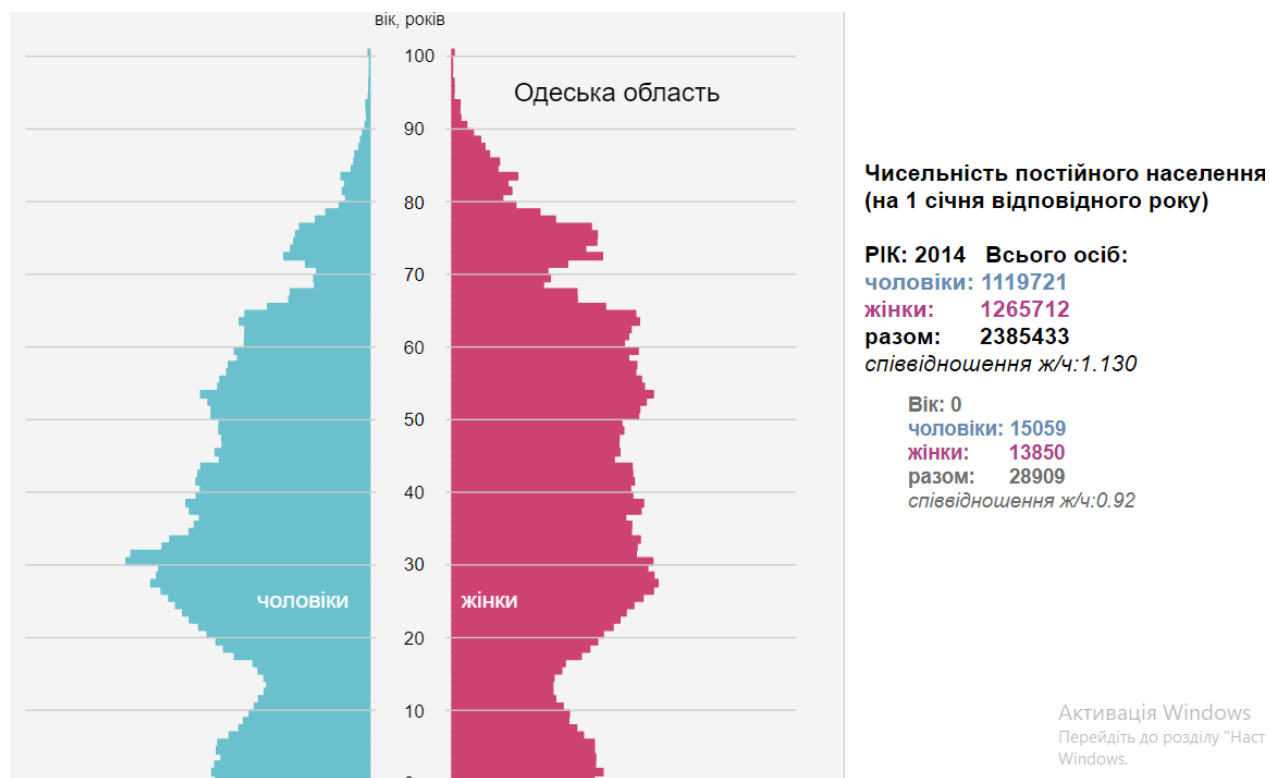 вік, років
100
Одеська область
90
80
70
60
50
40
30
чоловіки
жінки
20
10
Чисельність постійного населення
(на 1 січня відповідного року)
РІК: 2014 Всього осіб:
чоловіки: 1119721
жінки: 1265712
разом: 2385433
співвідношення ж/ч:1.130
Вік: 0
чоловіки: 15059
жінки: 13850
разом: 28909
співвідношення ж/ч:0.92
Активація Windows
Перейдіть до розділу "Наст
Windows.